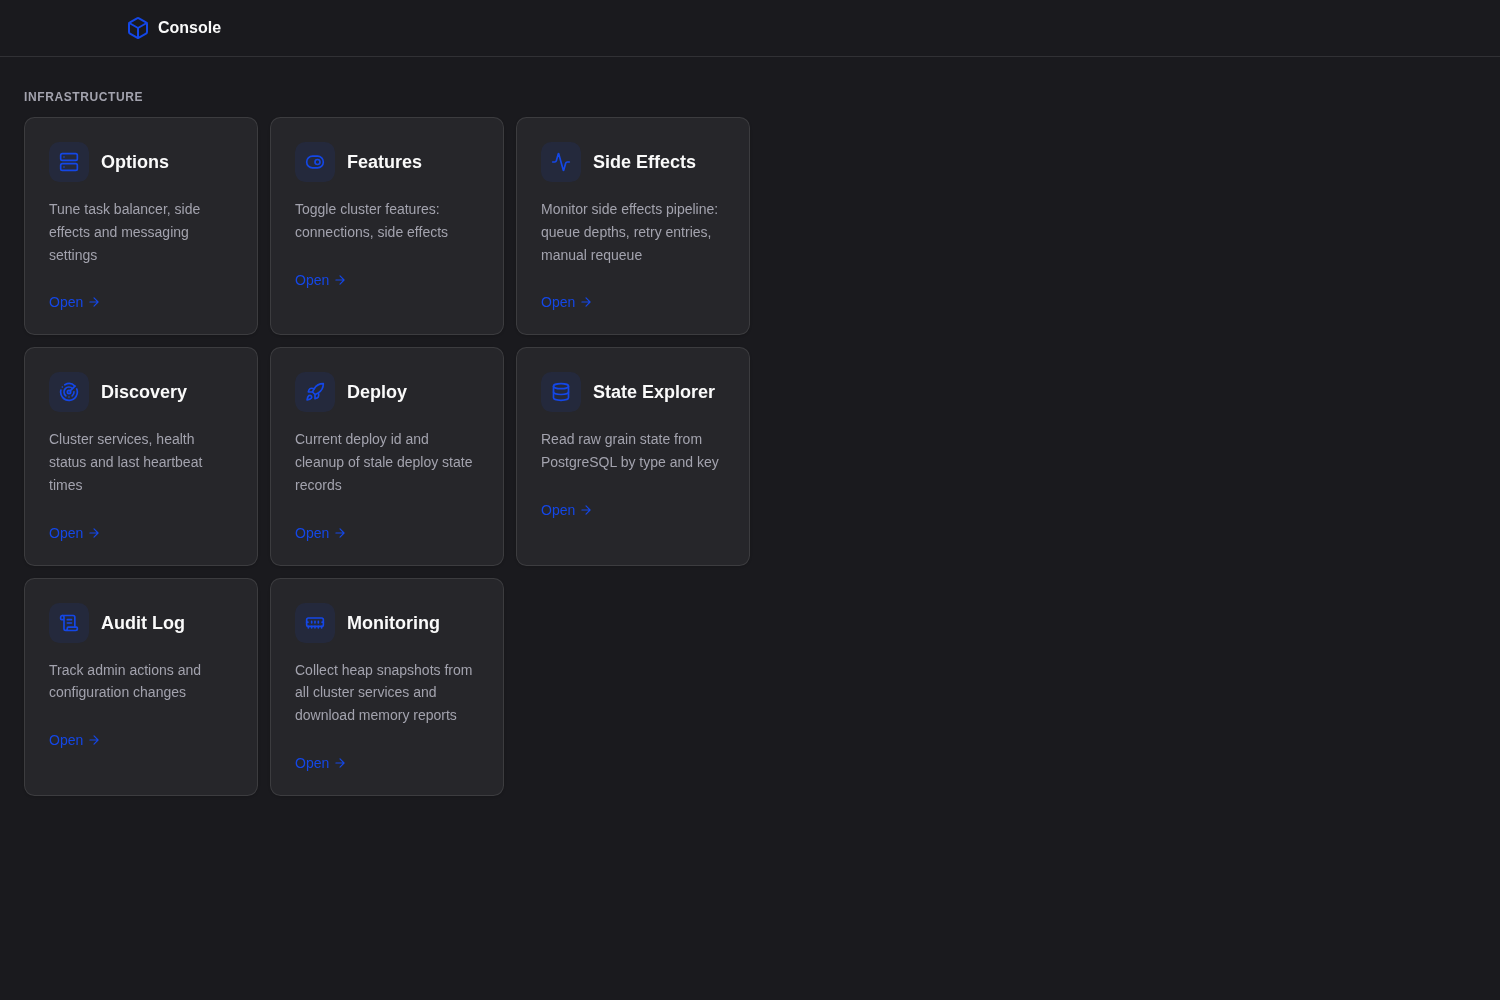 Console
INFRASTRUCTURE
Options
Tune task balancer, side
effects and messaging
settings
Open
Features
Toggle cluster features:
connections, side effects
Open
Side Effects
Monitor side effects pipeline:
queue depths, retry entries,
manual requeue
Open
Discovery
Cluster services, health
status and last heartbeat
times
Open
Deploy
Current deploy id and
cleanup of stale deploy state
records
Open
State Explorer
Read raw grain state from
PostgreSQL by type and key
Open
Audit Log
Track admin actions and
configuration changes
Open
Monitoring
Collect heap snapshots from
all cluster services and
download memory reports
Open